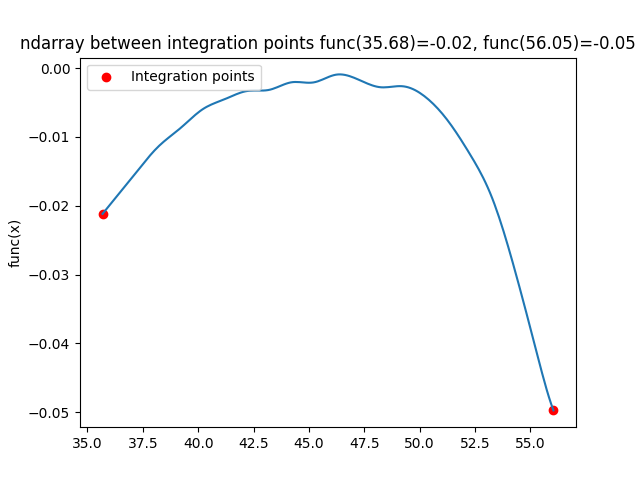 ndarray between integration points func(35.68)=-0.02, func(56.05)=-0.05
Integration points
0.00
−0.01
−0.02
−0.03
−0.04
−0.05
func(x)
35.0 37.5 40.0 42.5 45.0 47.5 50.0 52.5 55.0